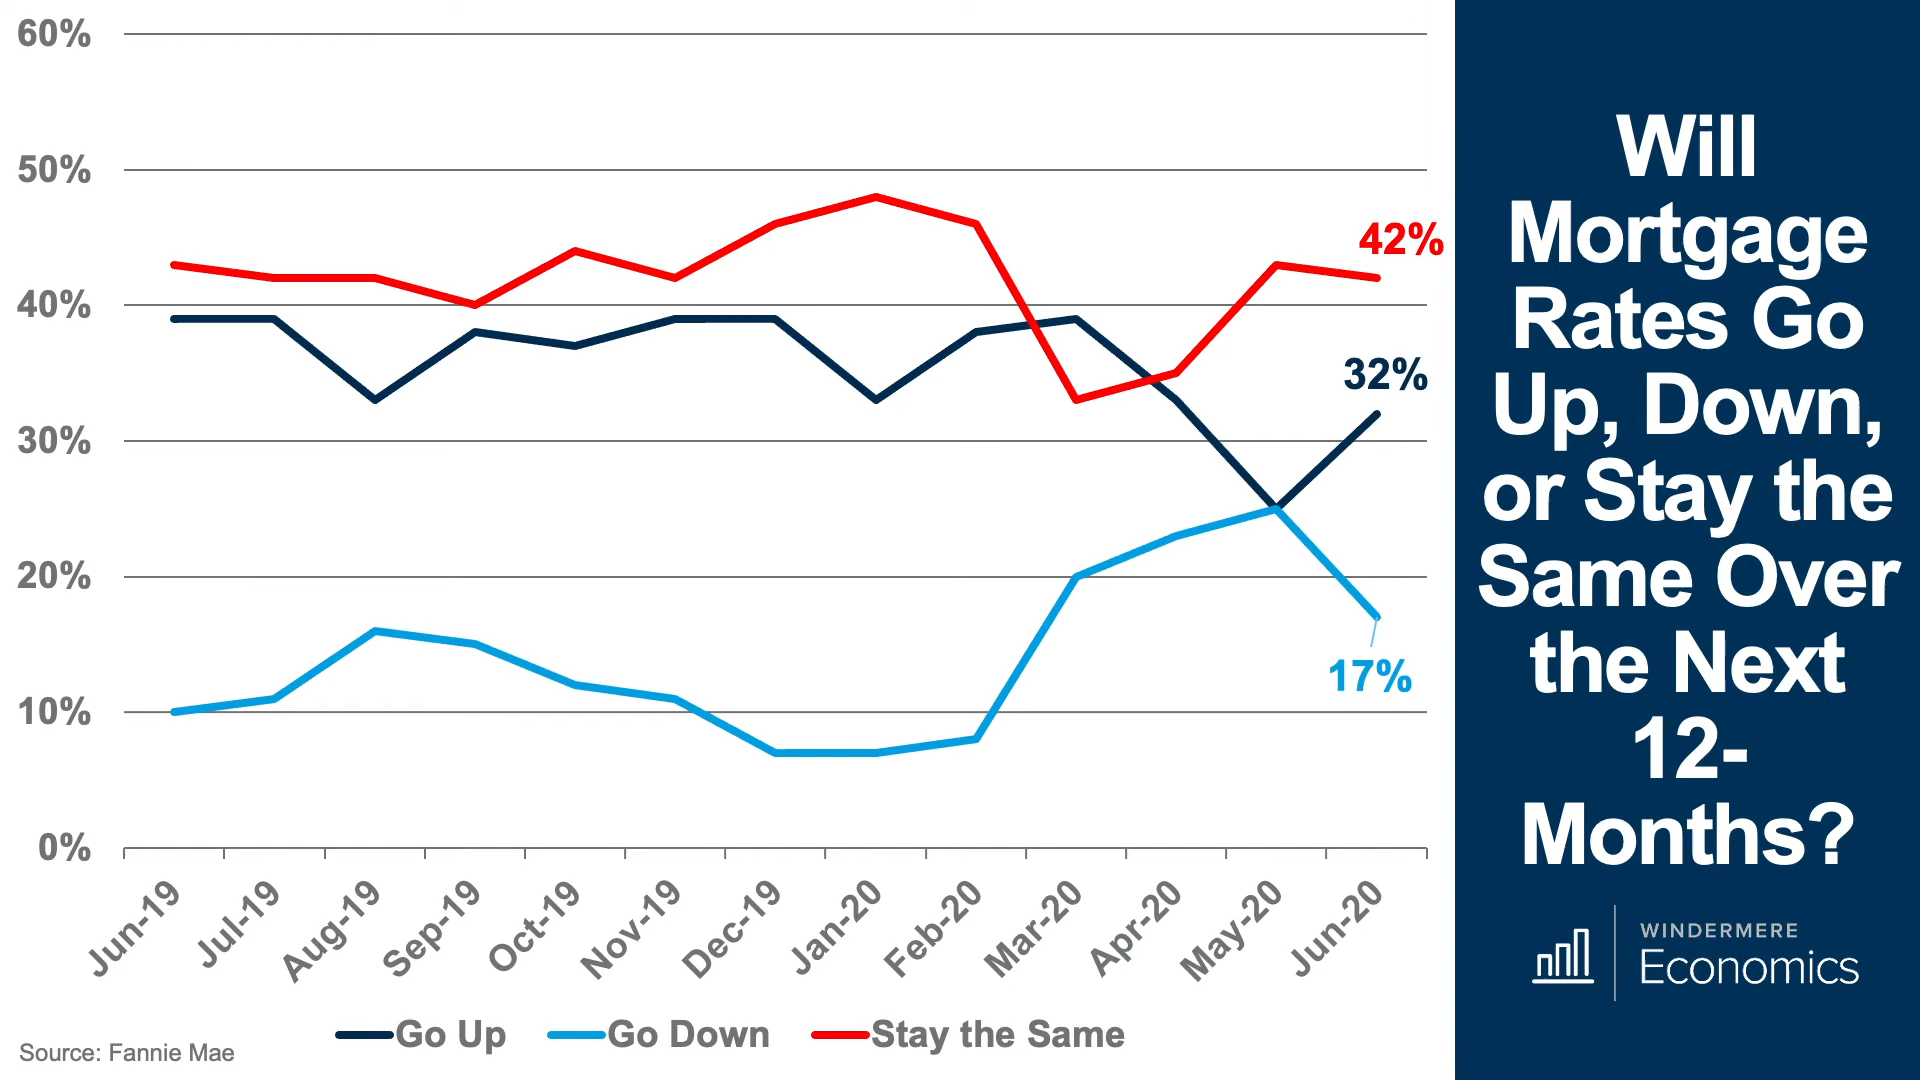 60%
50%
40%
30%
20%
10%
0%
42%
32%
17%
Jun-19
Jul-19
Aug-19
Sep-19
Oct-19
Nov-19
Dec-19
Jan-20
Feb-20
Mar-20
Apr-20
May-20
Jun-20
Go Up
Go Down
Stay the Same
Source: Fannie Mae
Will
Mortgage
Rates Go
Up, Down,
or Stay the
Same Over
the Next
12-
Months?
WINDERMERE
Economics